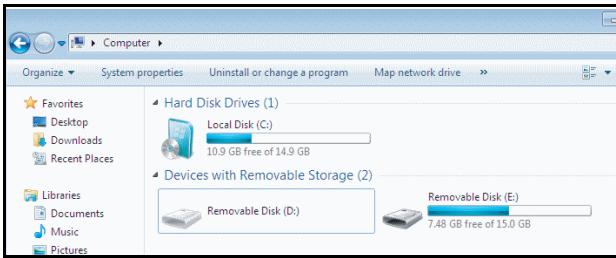 Computer
Organize System properties Uninstall or change a program Map network drive »
Favorites
Desktop
Downloads
Recent Places
Libraries
Documents
Music
Pictures
Hard Disk Drives (1)
Local Disk (C:)
10.9 GB free of 14.9 GB
Devices with Removable Storage (2)
Removable Disk (D:)
Removable Disk (E:)
7.48 GB free of 15.0 GB